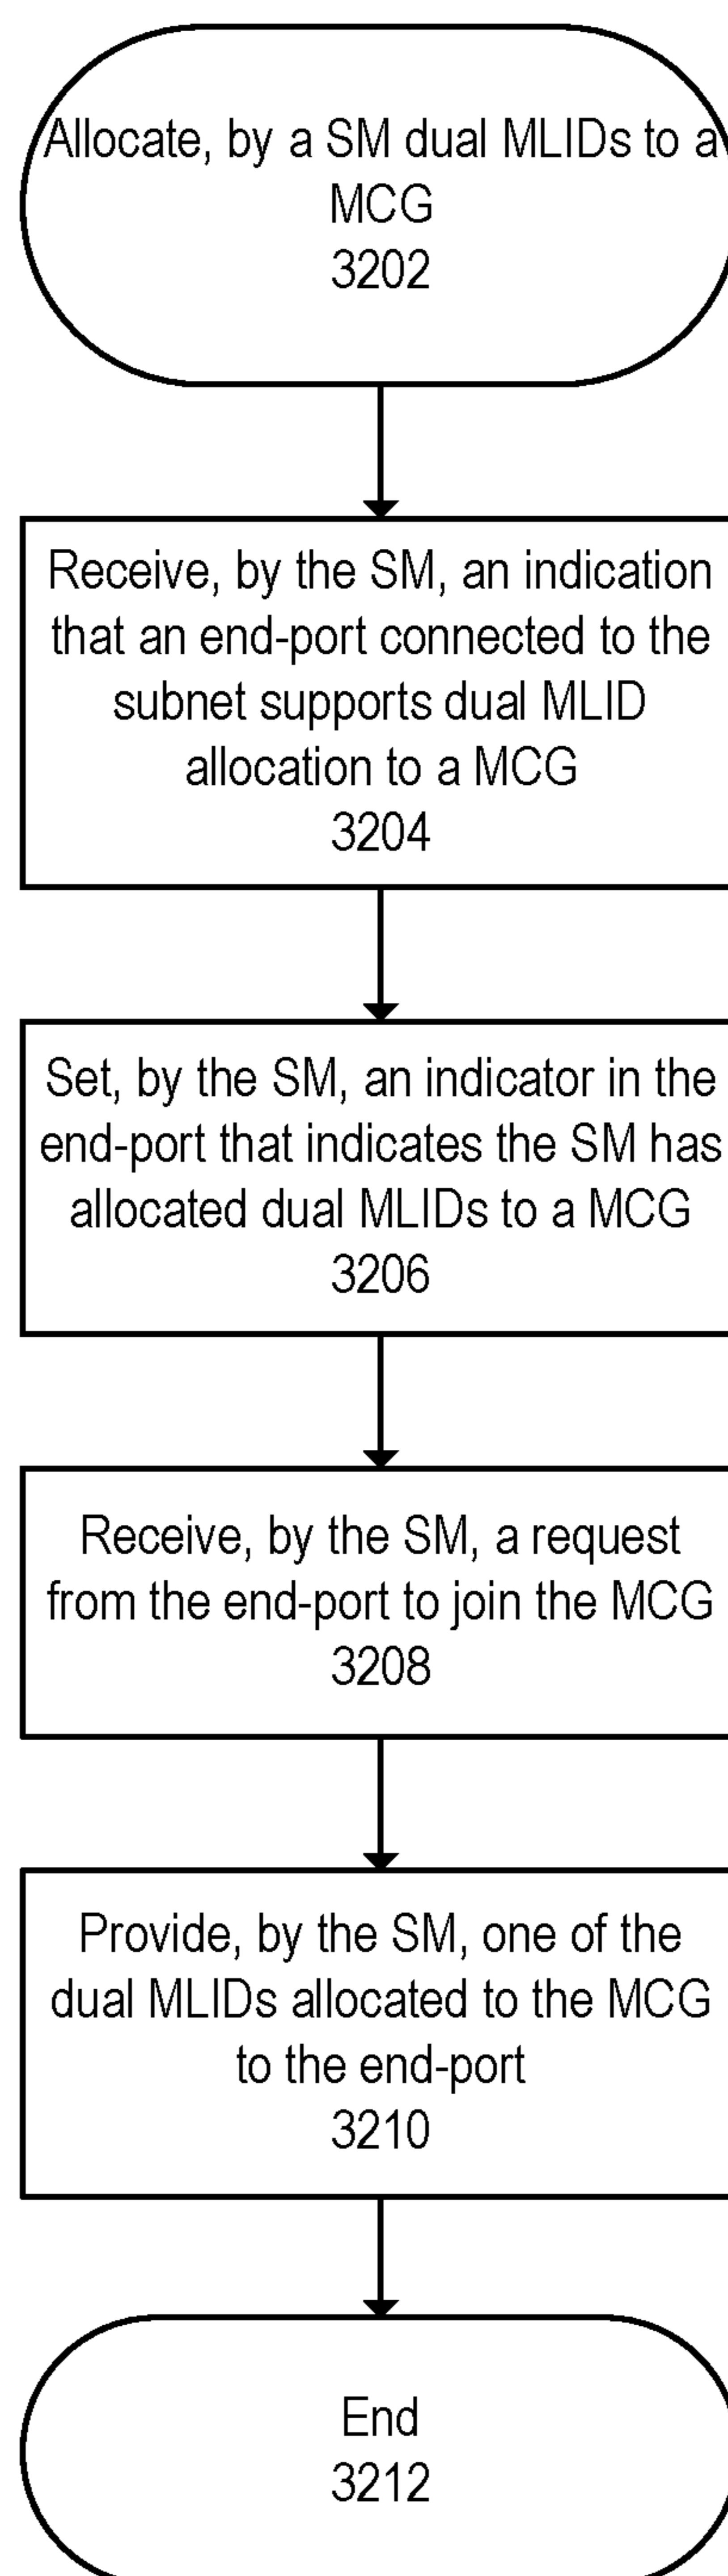 Allocate, by a SM dual MLIDs to a
MCG
3202
Receive, by the SM, an indication
that an end-port connected to the
subnet supports dual MLID
allocation to a MCG
3204
Set, by the SM, an indicator in the
end-port that indicates the SM has
allocated dual MLIDs to a MCG
3206
Receive, by the SM, a request
from the end-port to join the MCG
3208
Provide, by the SM, one of the
dual MLIDs allocated to the MCG
to the end-port
3210
End
3212